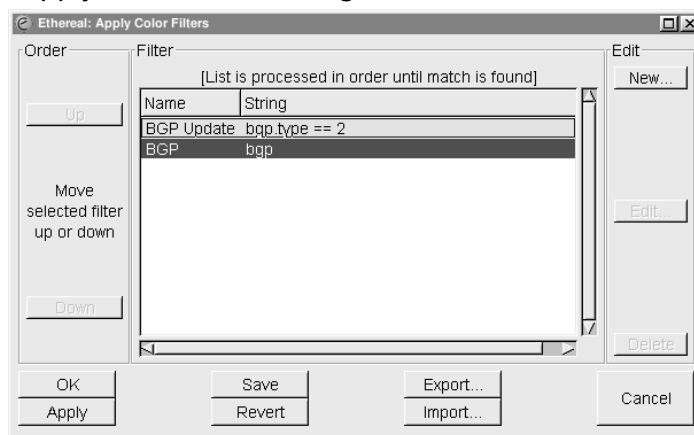 Ethereal: Apply Color Filters
Order
Filter
Edit
[List is processed in order until match is found]
New...
Up
Name String
BGP Update bgp.type == 2
BGP bgp
Move
selected filter
up or down
Edit...
Down
Delete
OK Save Export... Cancel
Apply Revert Import...